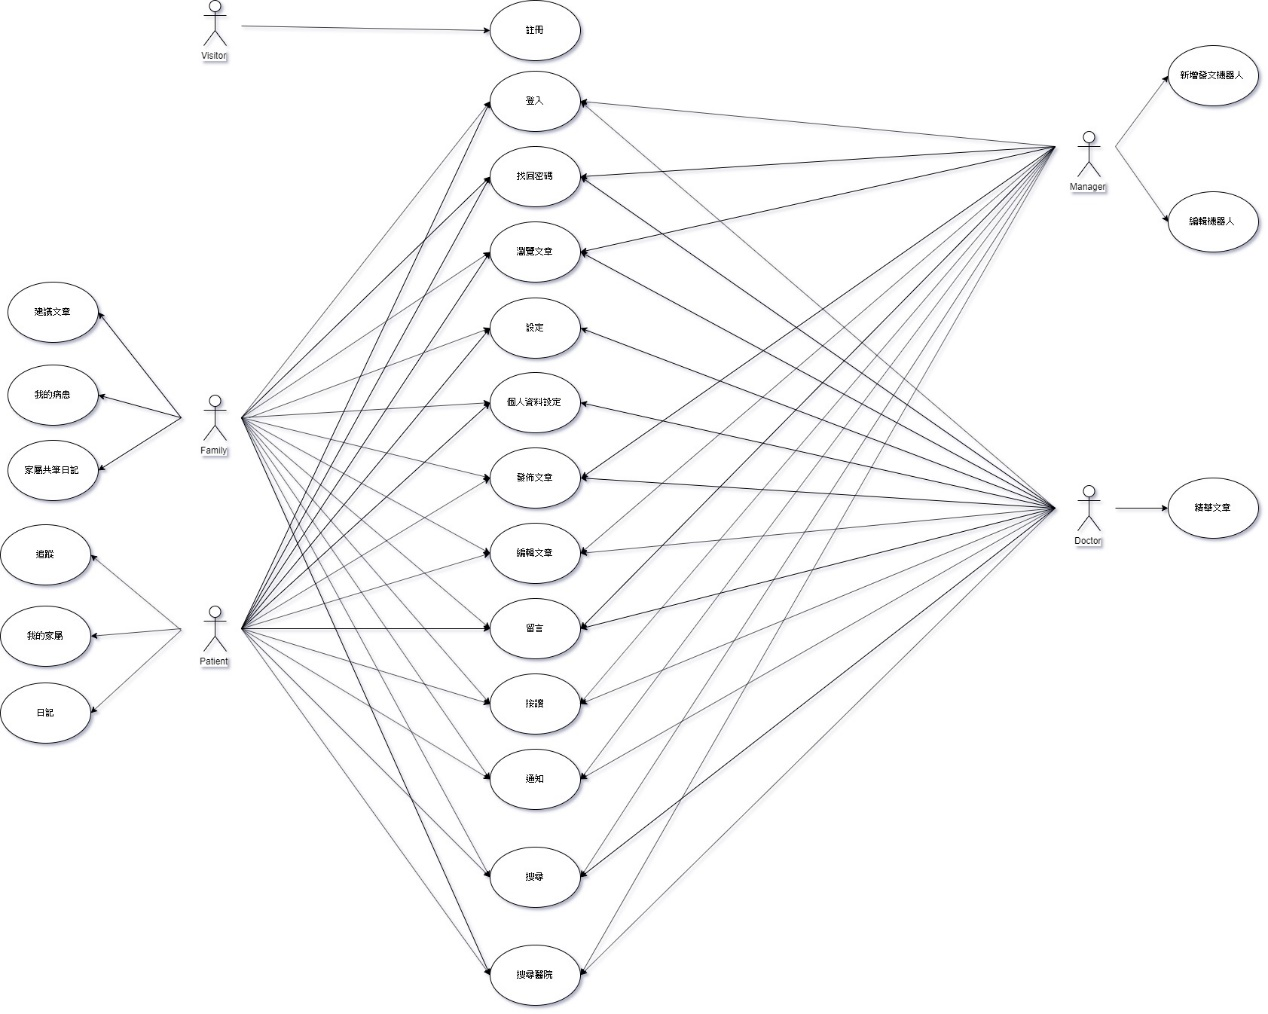 Visitor
註冊
登入
找回密碼
瀏覽文章
設定
個人資料設定
發佈文章
編輯文章
留言
按讚
通知
搜尋
搜尋醫院
新增發文機器人
Manager
編輯機器人
建議文章
我的病患
家屬共筆日記
Family
追蹤
我的家屬
日記
Patient
Doctor
精華文章